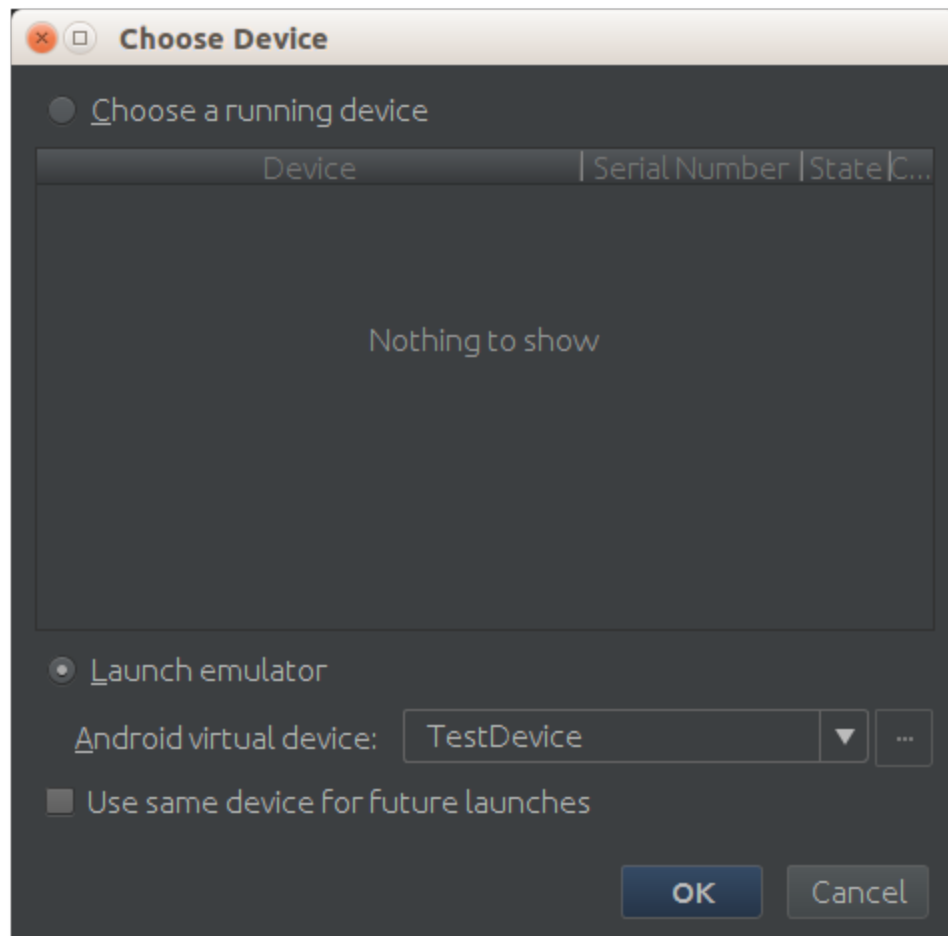 Choose Device
Choose a running device
Device Serial Number State C...
Nothing to show
Launch emulator
Android virtual device: TestDevice ...
Use same device for future launches
OK Cancel